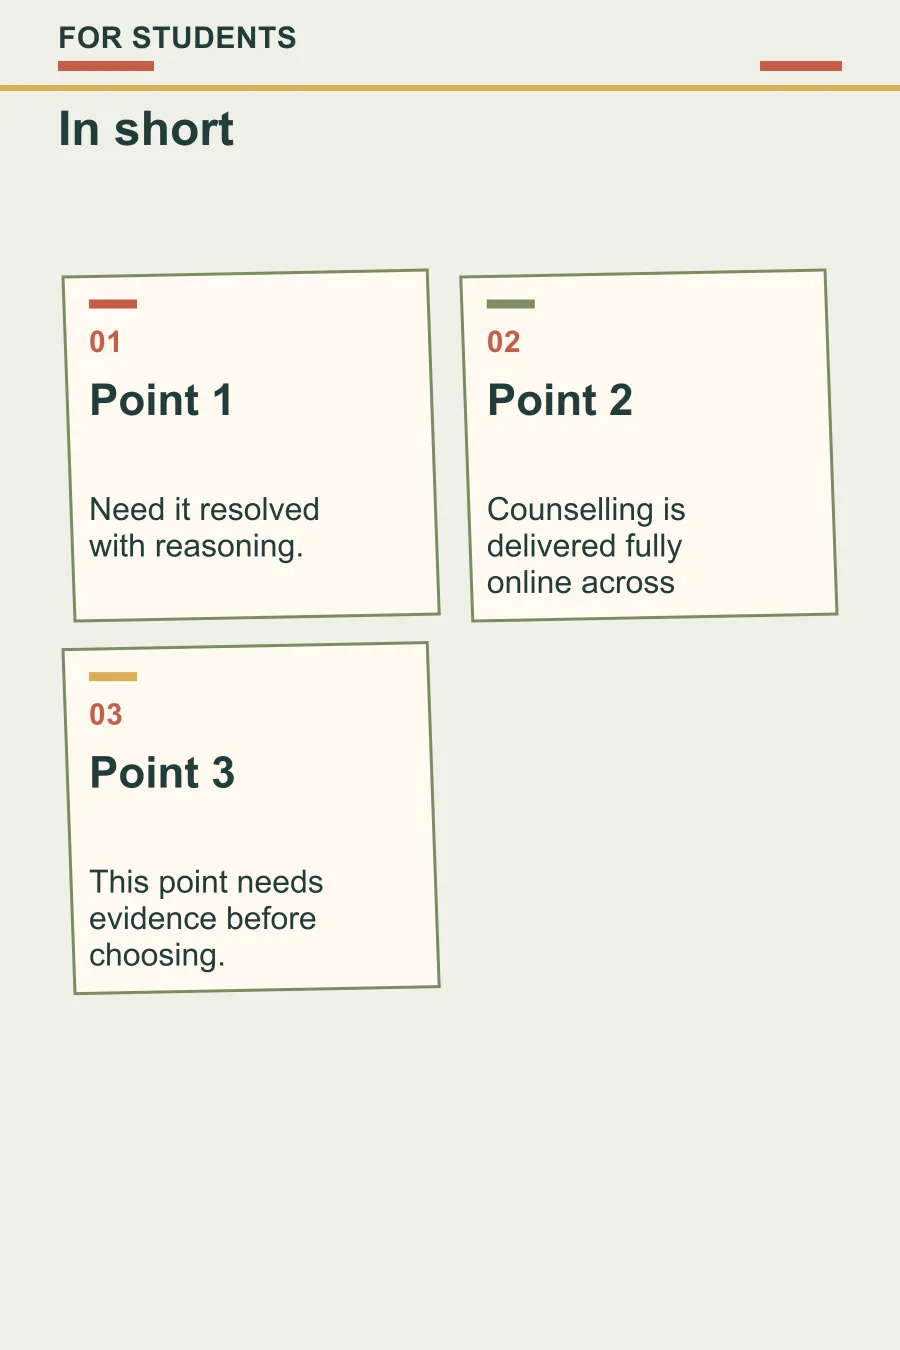 FOR STUDENTS
In short
01
Point 1
Need it resolved
with reasoning.
02
Point 2
Counselling is
delivered fully
online across
03
Point 3
This point needs
evidence before
choosing.